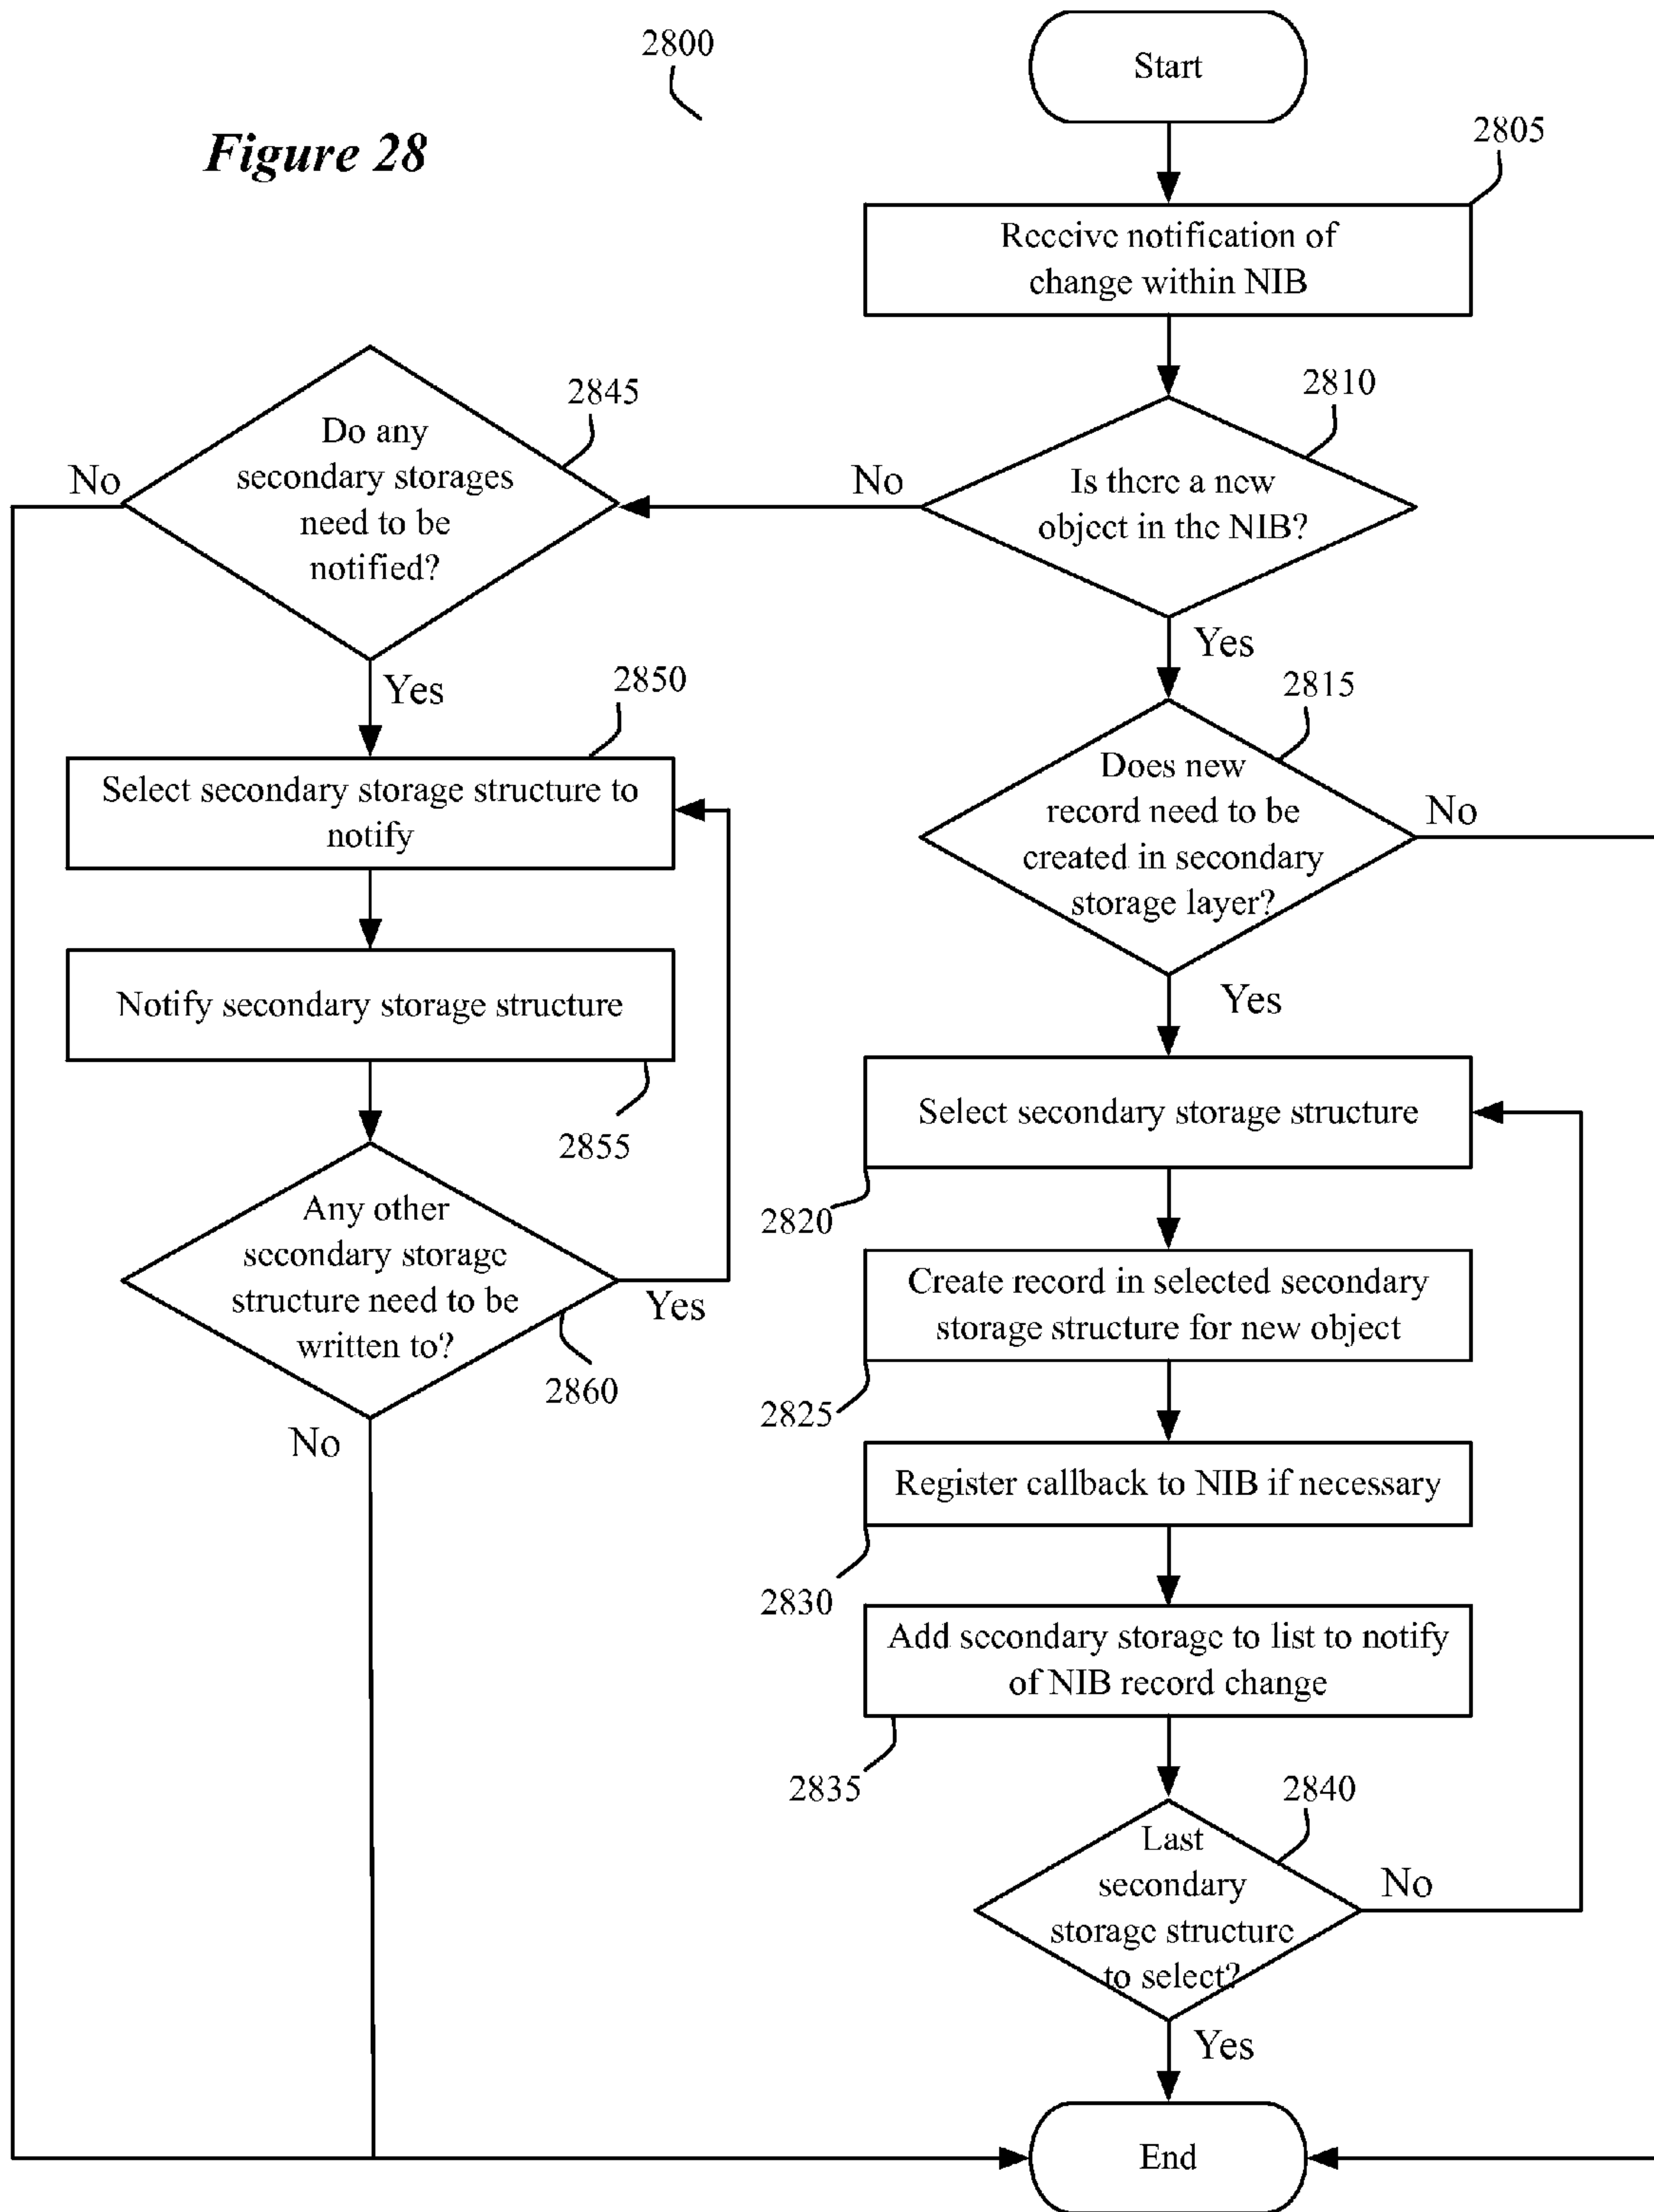 2800
Start
Figure 28
2805
Receive notification of
change within NIB
2810
Is there a new
object in the NIB?
No
Yes
2845
Do any
secondary storages
need to be
notified?
No
Yes
2815
Does new
record need to be
created in secondary
storage layer?
No
Yes
2850
Select secondary storage structure to
notify
Notify secondary storage structure
2855
Any other
secondary storage
structure need to be
written to?
Yes
2860
No
Select secondary storage structure
2820
Create record in selected secondary
storage structure for new object
2825
Register callback to NIB if necessary
2830
Add secondary storage to list to notify
of NIB record change
2835
2840
Last
secondary
storage structure
to select?
No
Yes
End